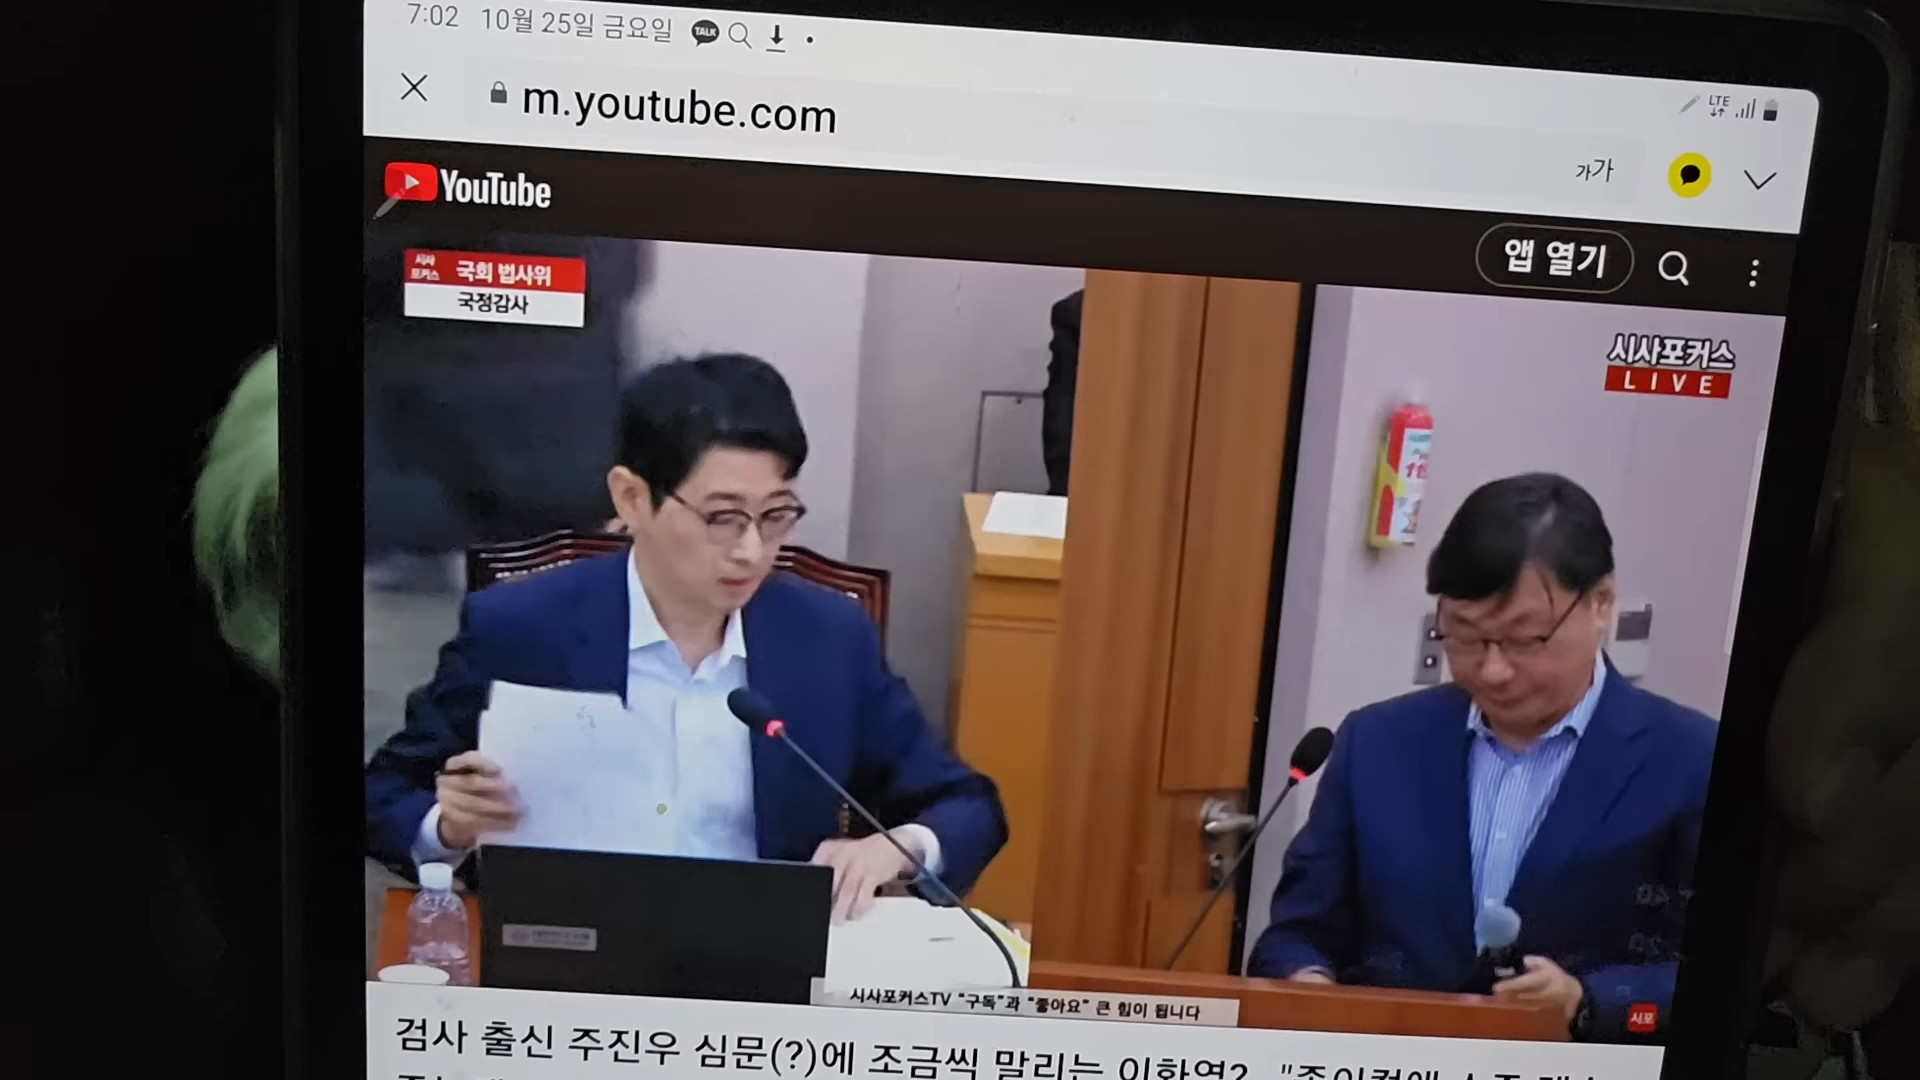 7:02 10월 25일 금요일 TALK
LTE
m.youtube.com
가가
YouTube
앱 열기
시사
포커스
국회 법사위
국정감사
시사포커스
LIVE
시사포커스TV "구독"과 "좋아요" 큰 힘이 됩니다
시포
검사 출신 주진우 심문(?)에 조금씩 말리는 이화영?